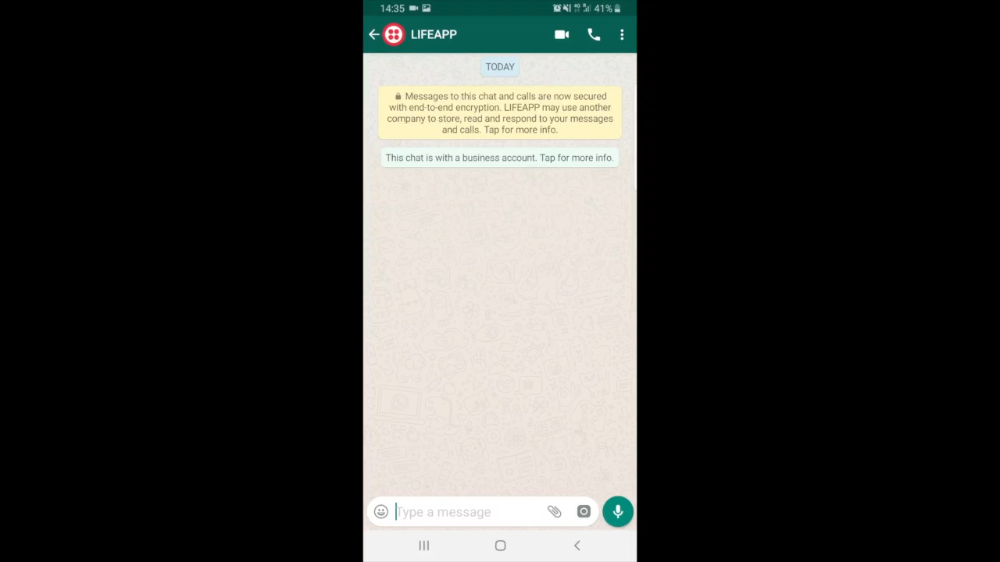 14:35 41%
LIFEAPP
TODAY
Messages to this chat and calls are now secured
with end-to-end encryption. LIFEAPP may use another
company to store, read and respond to your messages
and calls. Tap for more info.
This chat is with a business account. Tap for more info.
Type a message